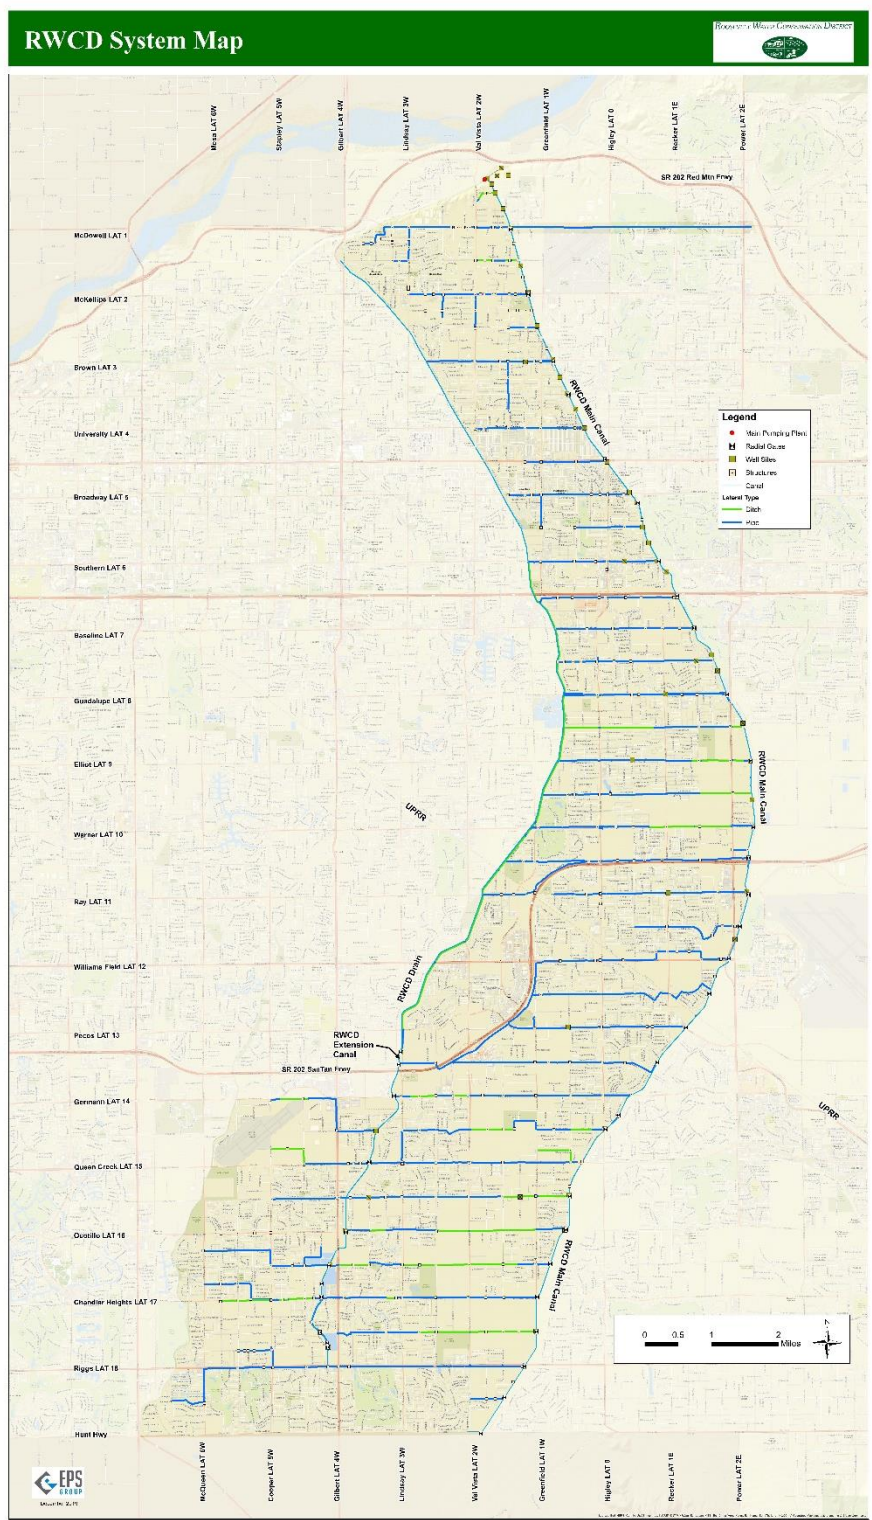 RWCD System Map
ROOSEVELT WATER CONSERVATION DISTRICT
Mesa LAT 6W
Stapley LAT 5W
Gilbert LAT 4W
Lindsay LAT 3W
Val Vista LAT 2W
Greenfield LAT 1W
Higley LAT 0
Recker LAT 1E
Power LAT 2E
SR 202 Red Mtn Frwy
McDowell LAT 1
McKellips LAT 2
Brown LAT 3
RWCD Main Canal
University LAT 4
Legend
Main Pumping Plant
Radial Gates
Well Sites
Structures
Canal
Lateral Type
Ditch
Pipe
Broadway LAT 5
Southern LAT 6
Baseline LAT 7
Guadalupe LAT 8
Elliot LAT 9
RWCD Main Canal
UPRR
Warner LAT 10
Ray LAT 11
Williams Field LAT 12
RWCD Drain
Pecos LAT 13
RWCD
Extension
Canal
SR 202 SanTan Frwy
Germann LAT 14
UPRR
Queen Creek LAT 15
Ocotillo LAT 16
RWCD Main Canal
Chandler Heights LAT 17
0 0.5 1 2
Miles
Riggs LAT 18
Hunt Hwy
McQueen LAT 6W
Cooper LAT 5W
Gilbert LAT 4W
Lindsay LAT 3W
Val Vista LAT 2W
Greenfield LAT 1W
Higley LAT 0
Recker LAT 1E
Power LAT 2E
EPS
GROUP